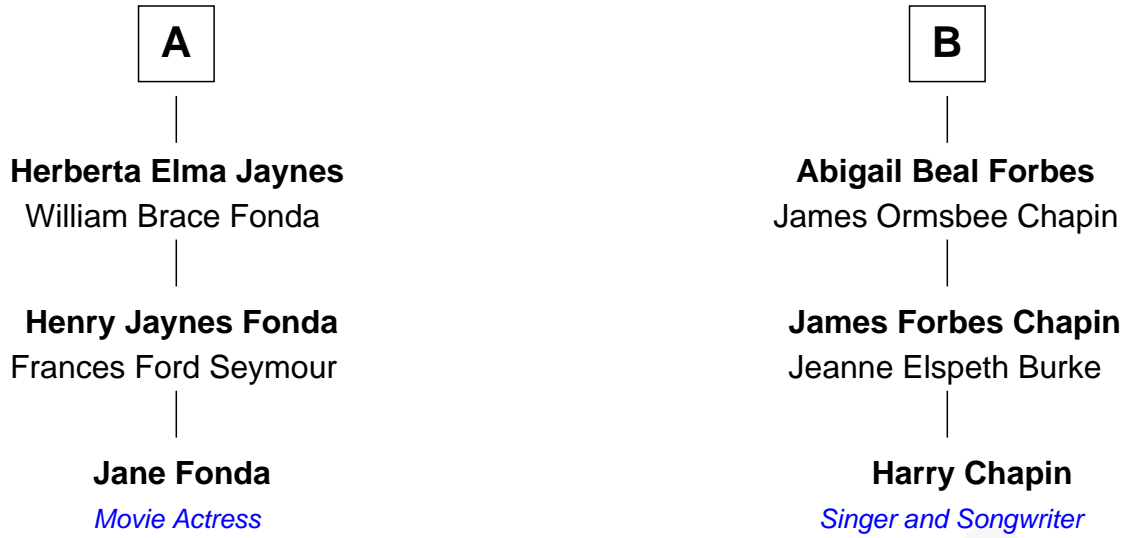 A
B
Herberta Elma Jaynes
William Brace Fonda
Abigail Beal Forbes
James Ormsbee Chapin
Henry Jaynes Fonda
Frances Ford Seymour
James Forbes Chapin
Jeanne Elspeth Burke
Jane Fonda
Movie Actress
Harry Chapin
Singer and Songwriter